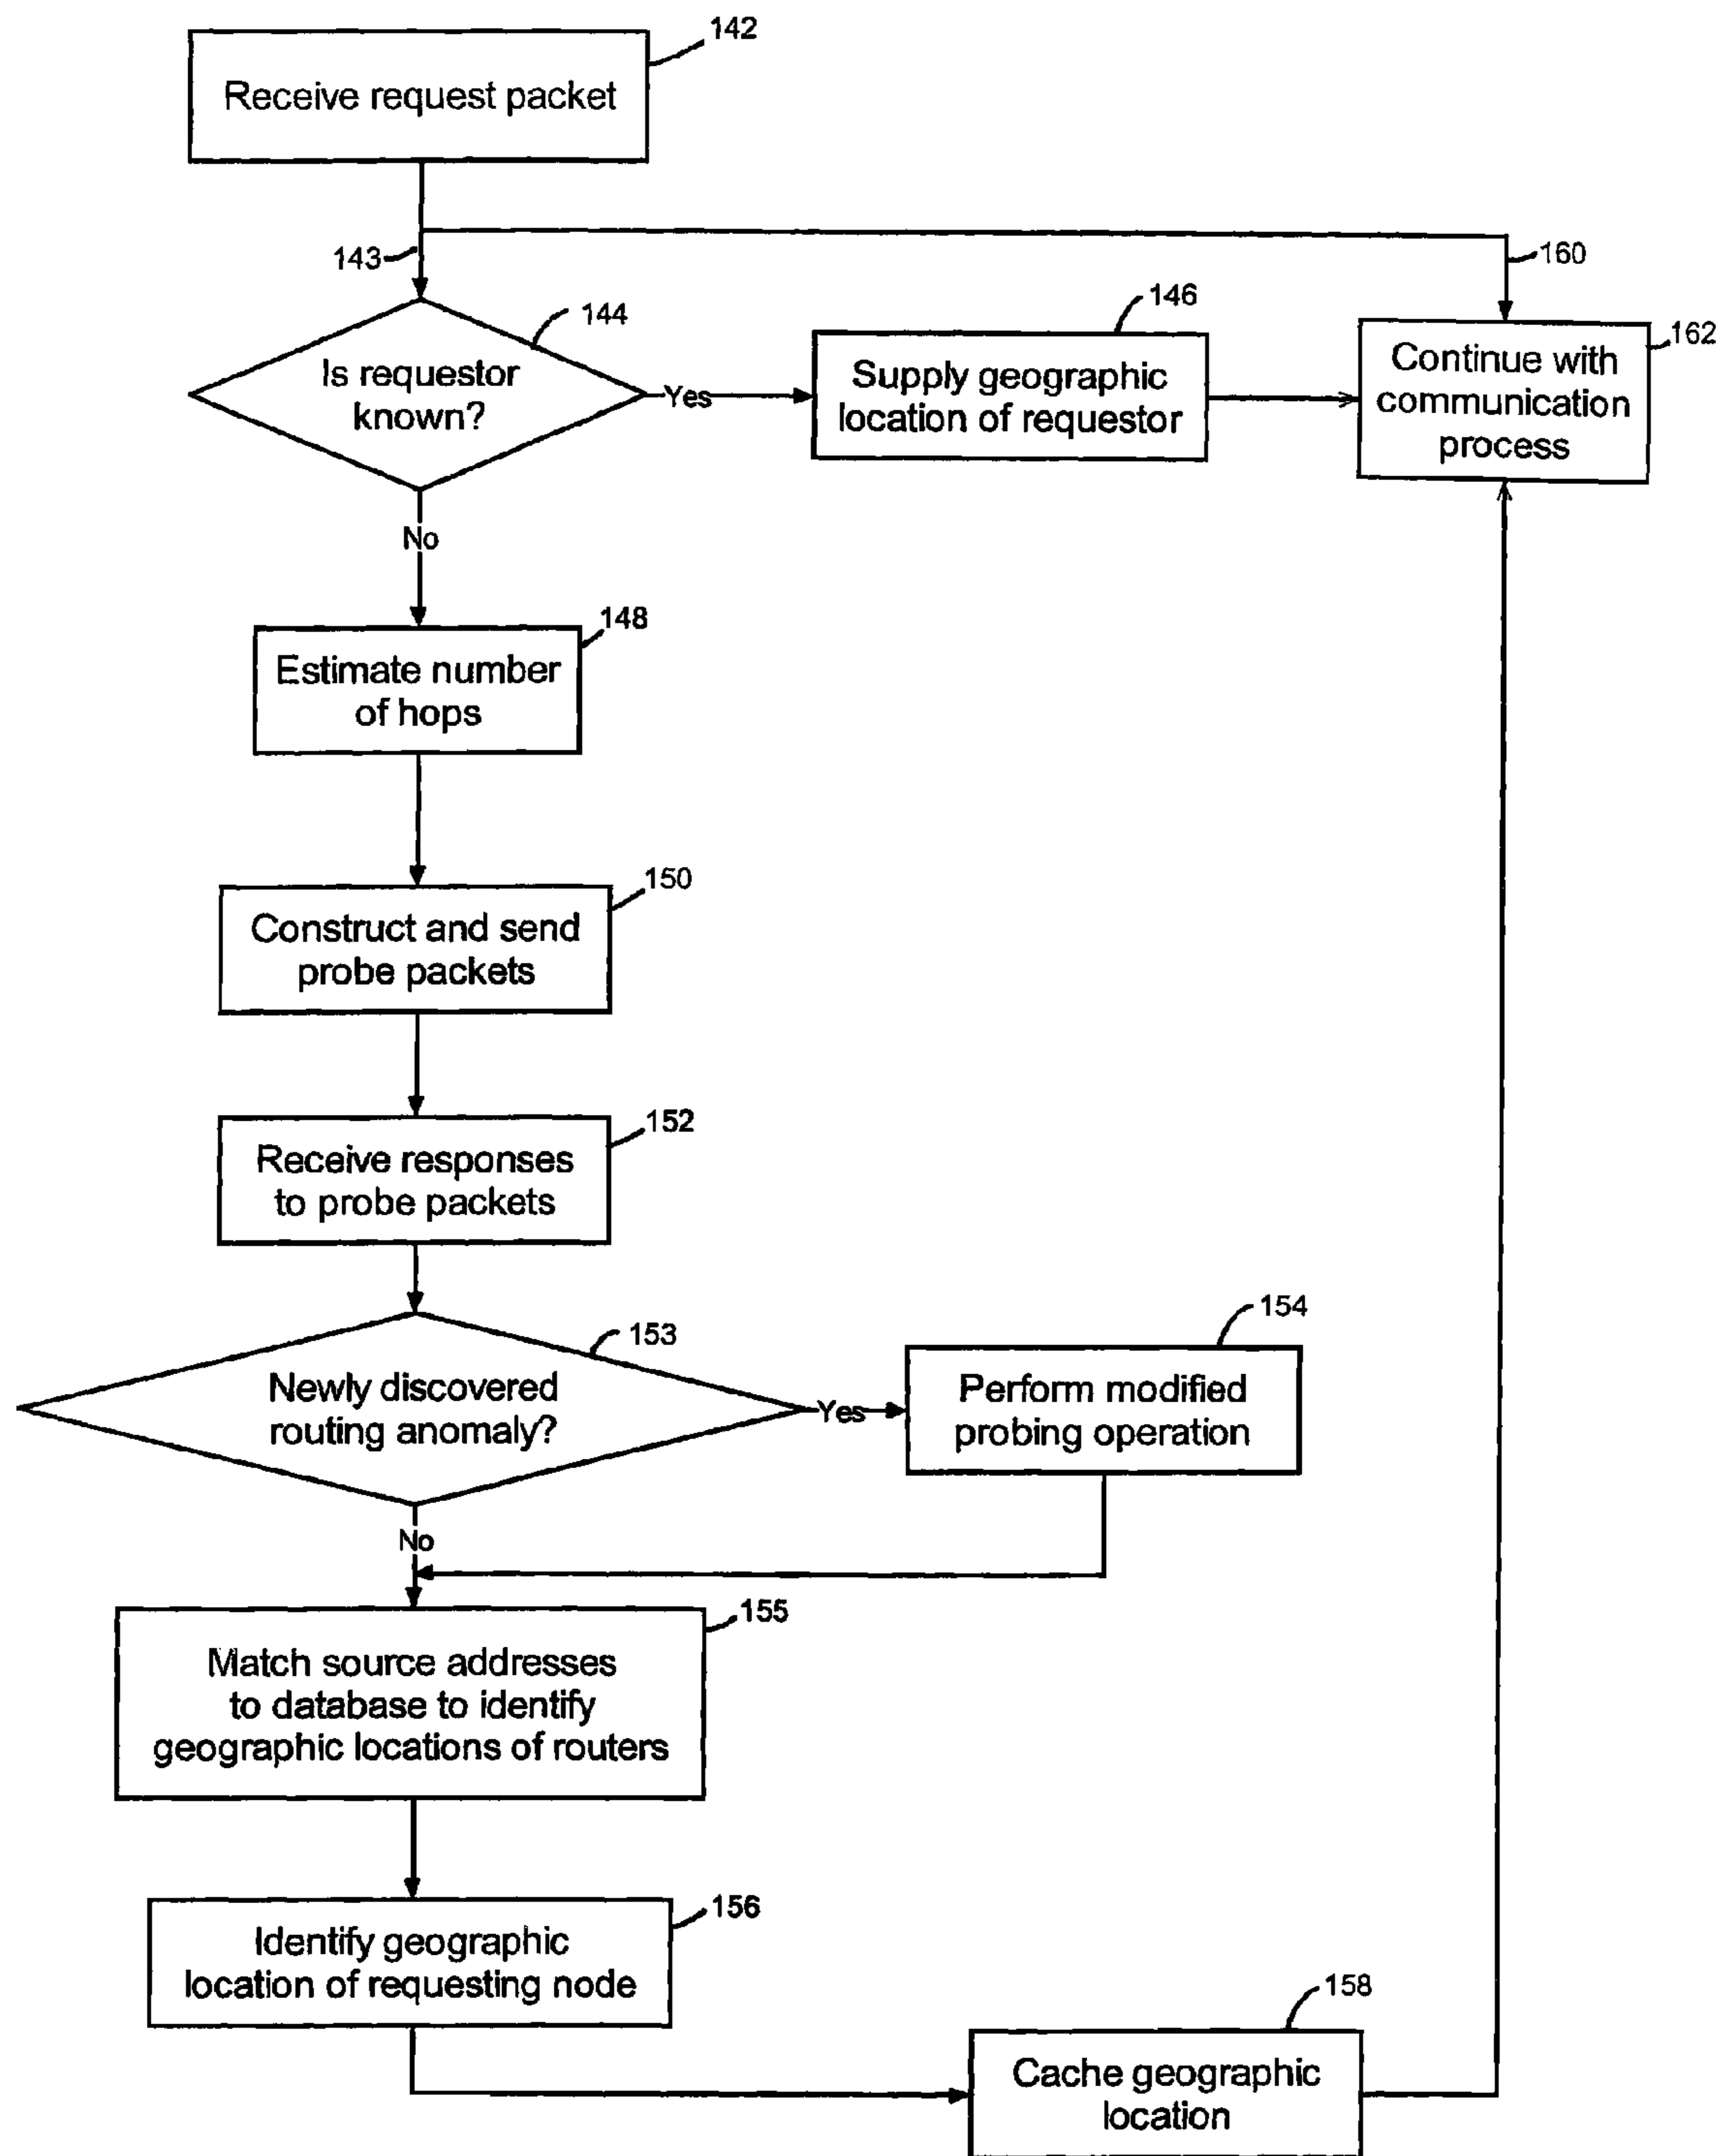 142
Receive request packet
143
160
144
Is requestor
known?
Yes
146
Supply geographic
location of requestor
162
Continue with
communication
process
No
148
Estimate number
of hops
150
Construct and send
probe packets
152
Receive responses
to probe packets
153
Newly discovered
routing anomaly?
Yes
154
Perform modified
probing operation
No
155
Match source addresses
to database to identify
geographic locations of routers
156
Identify geographic
location of requesting node
158
Cache geographic
location